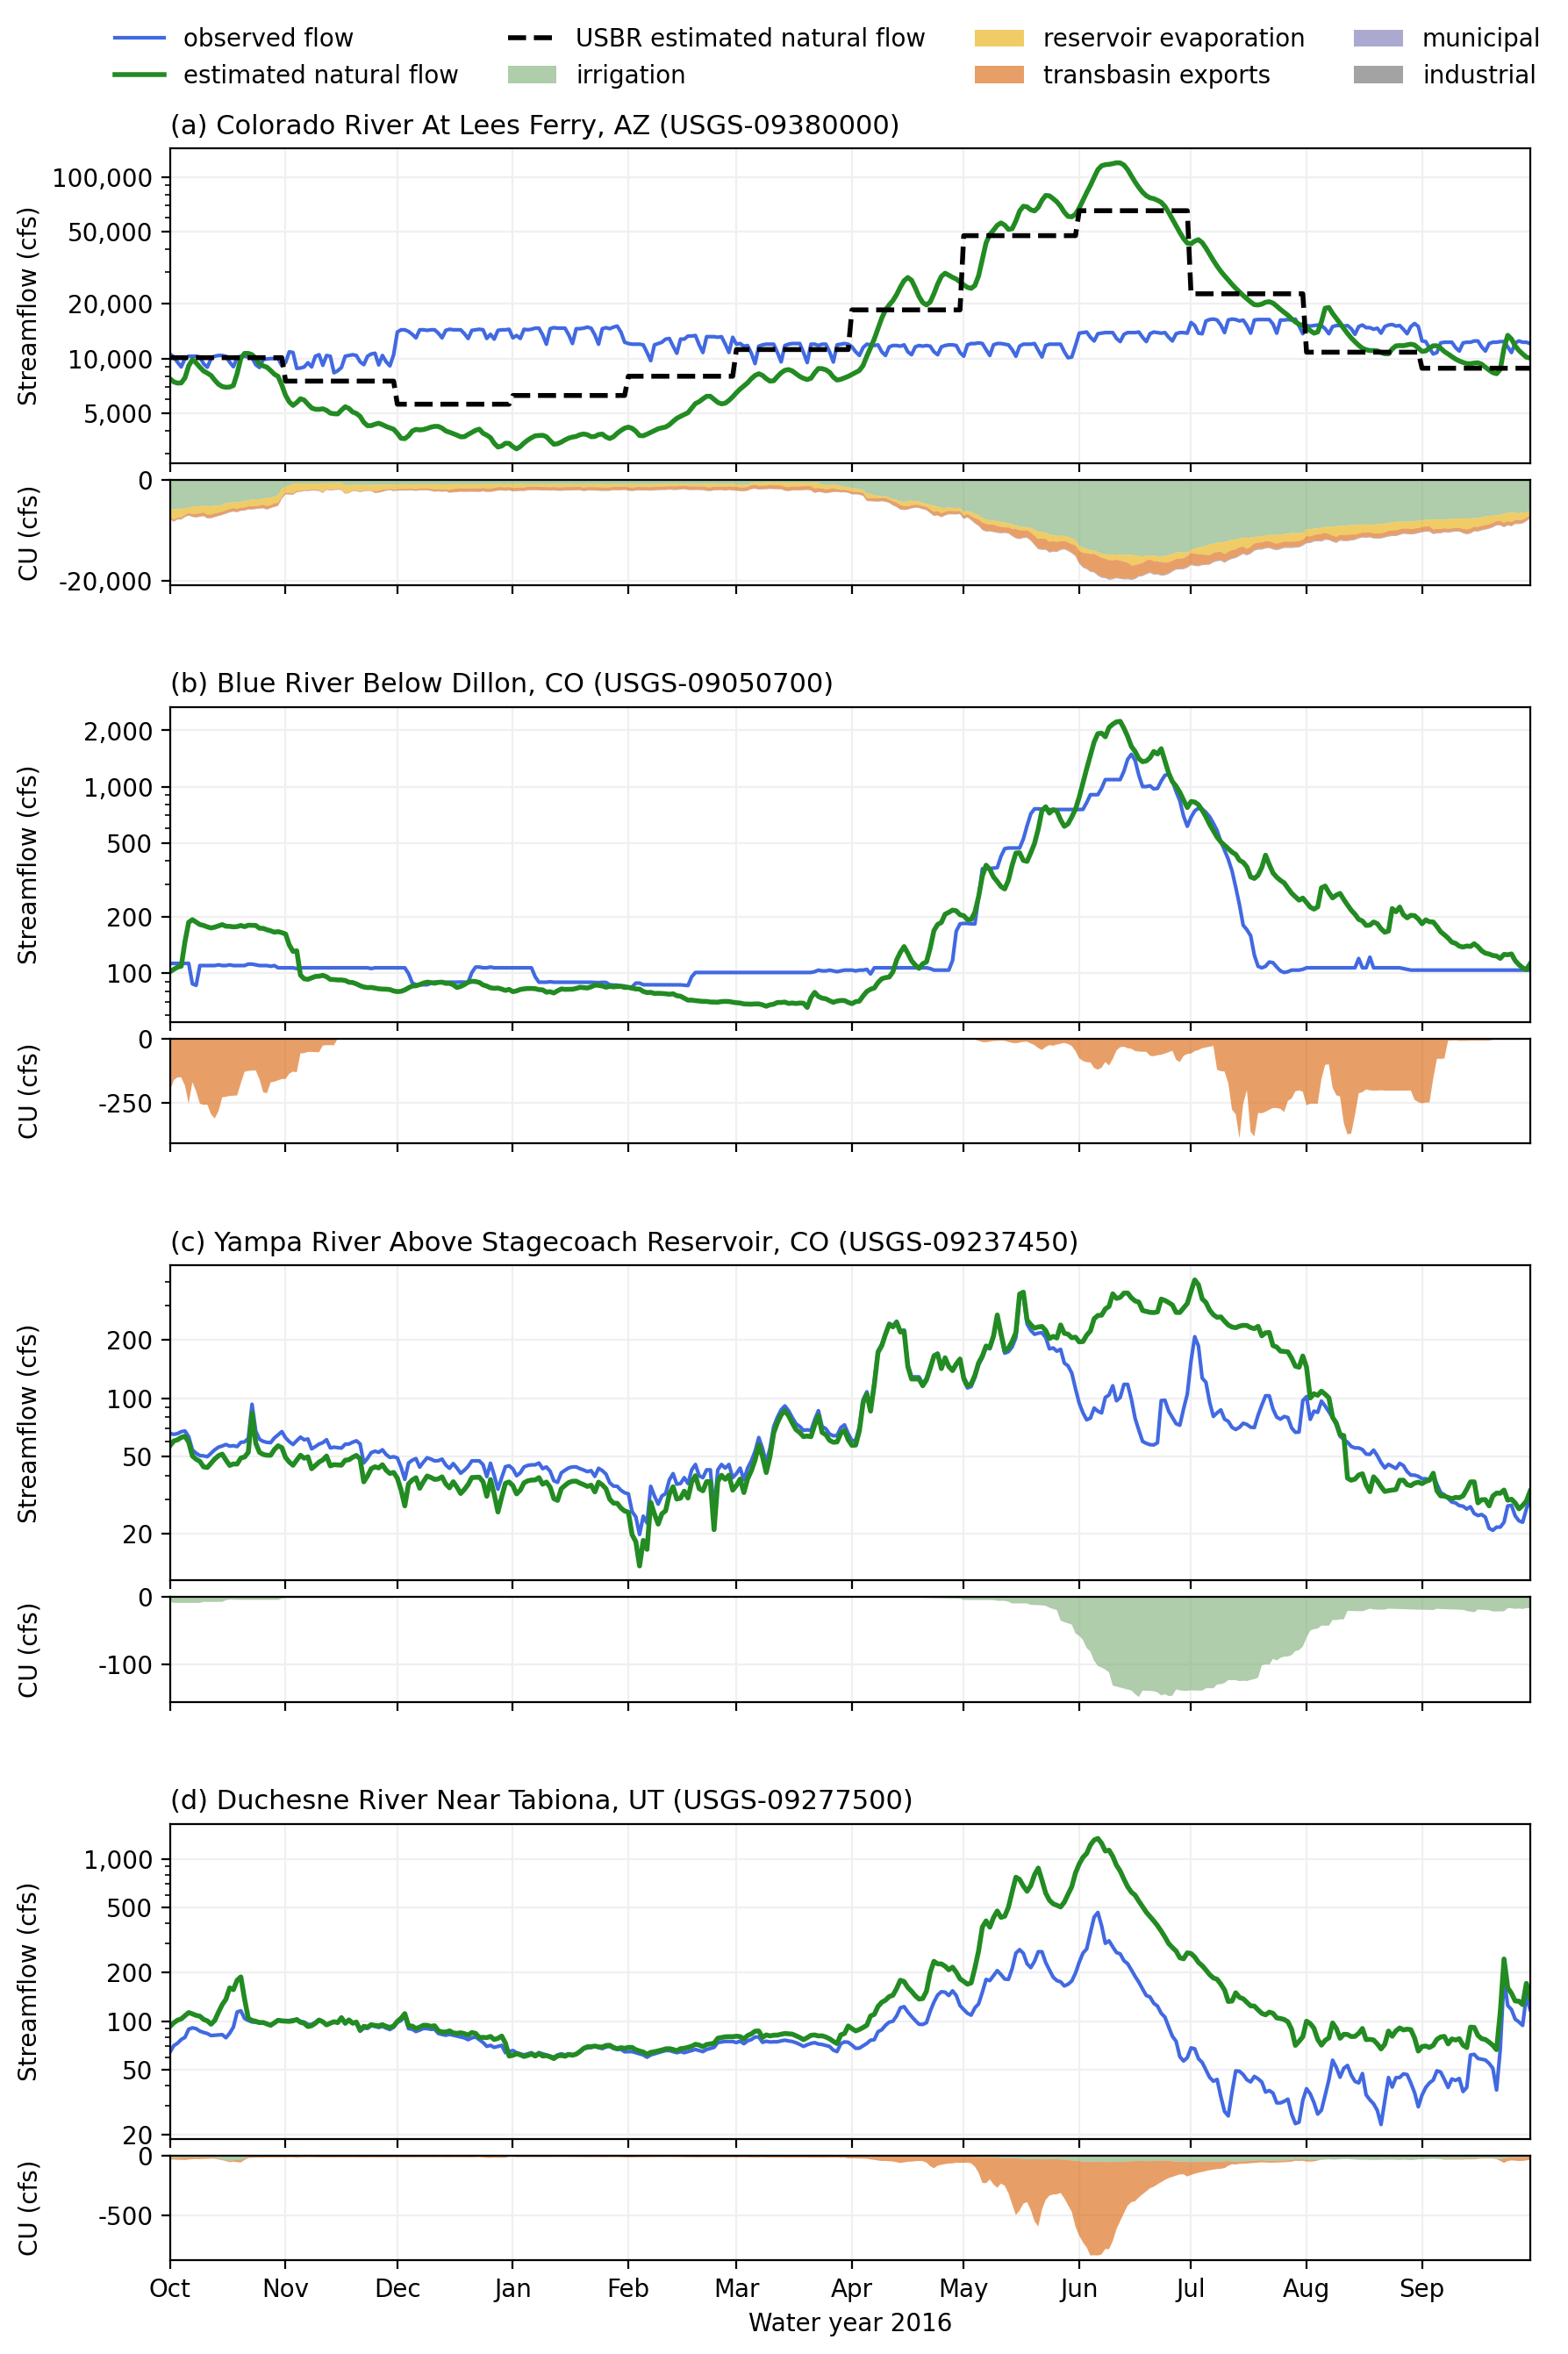 observed flow
estimated natural flow
USBR estimated natural flow
irrigation
reservoir evaporation
transbasin exports
municipal
industrial
(a) Colorado River At Lees Ferry, AZ (USGS-09380000)
Streamflow (cfs)
100,000
50,000
20,000
10,000
5,000
CU (cfs)
0
-20,000
(b) Blue River Below Dillon, CO (USGS-09050700)
Streamflow (cfs)
2,000
1,000
500
200
100
CU (cfs)
0
-250
(c) Yampa River Above Stagecoach Reservoir, CO (USGS-09237450)
Streamflow (cfs)
200
100
50
20
CU (cfs)
0
-100
(d) Duchesne River Near Tabiona, UT (USGS-09277500)
Streamflow (cfs)
1,000
500
200
100
50
20
CU (cfs)
0
-500
Oct Nov Dec Jan Feb Mar Apr May Jun Jul Aug Sep
Water year 2016